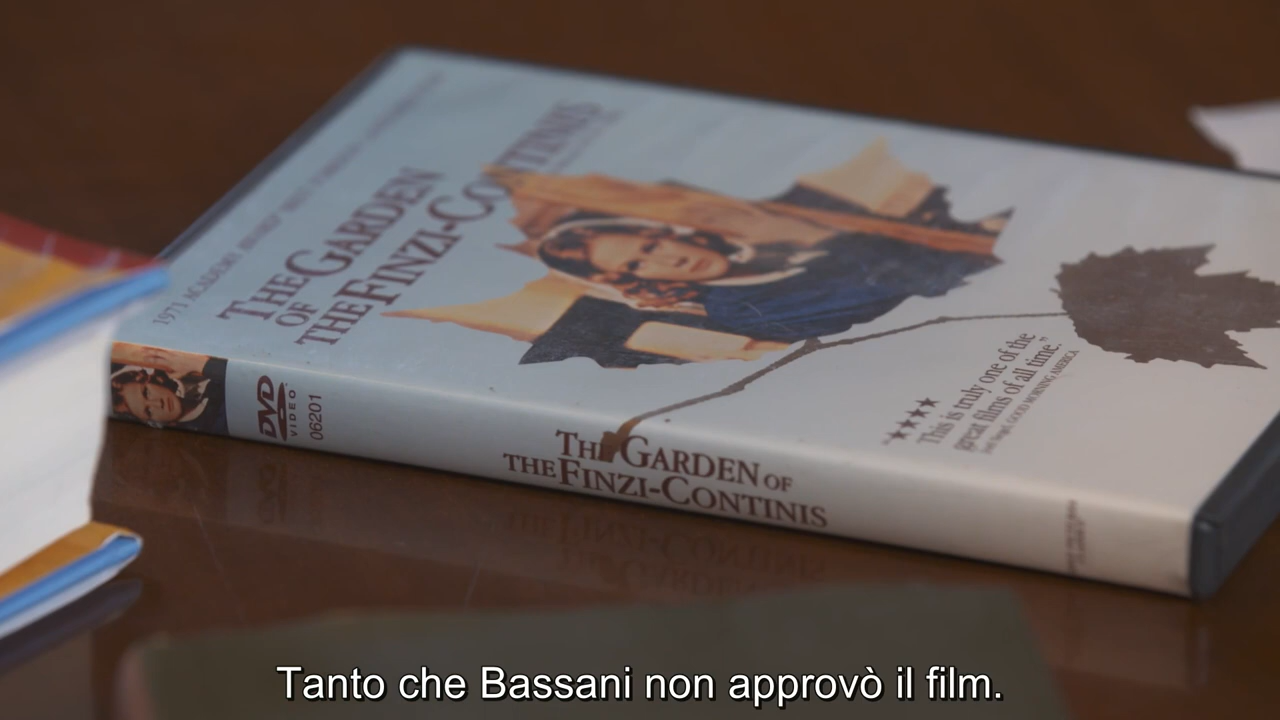 1971 ACADEMY AWARD
THE GARDEN
OF
THE FINZI-CONTINIS
★★★★
"This is truly one of the
great films of all time."
GOOD MORNING AMERICA
DVD
VIDEO
06201
THE GARDEN OF
THE FINZI-CONTINIS
Tanto che Bassani non approvò il film.